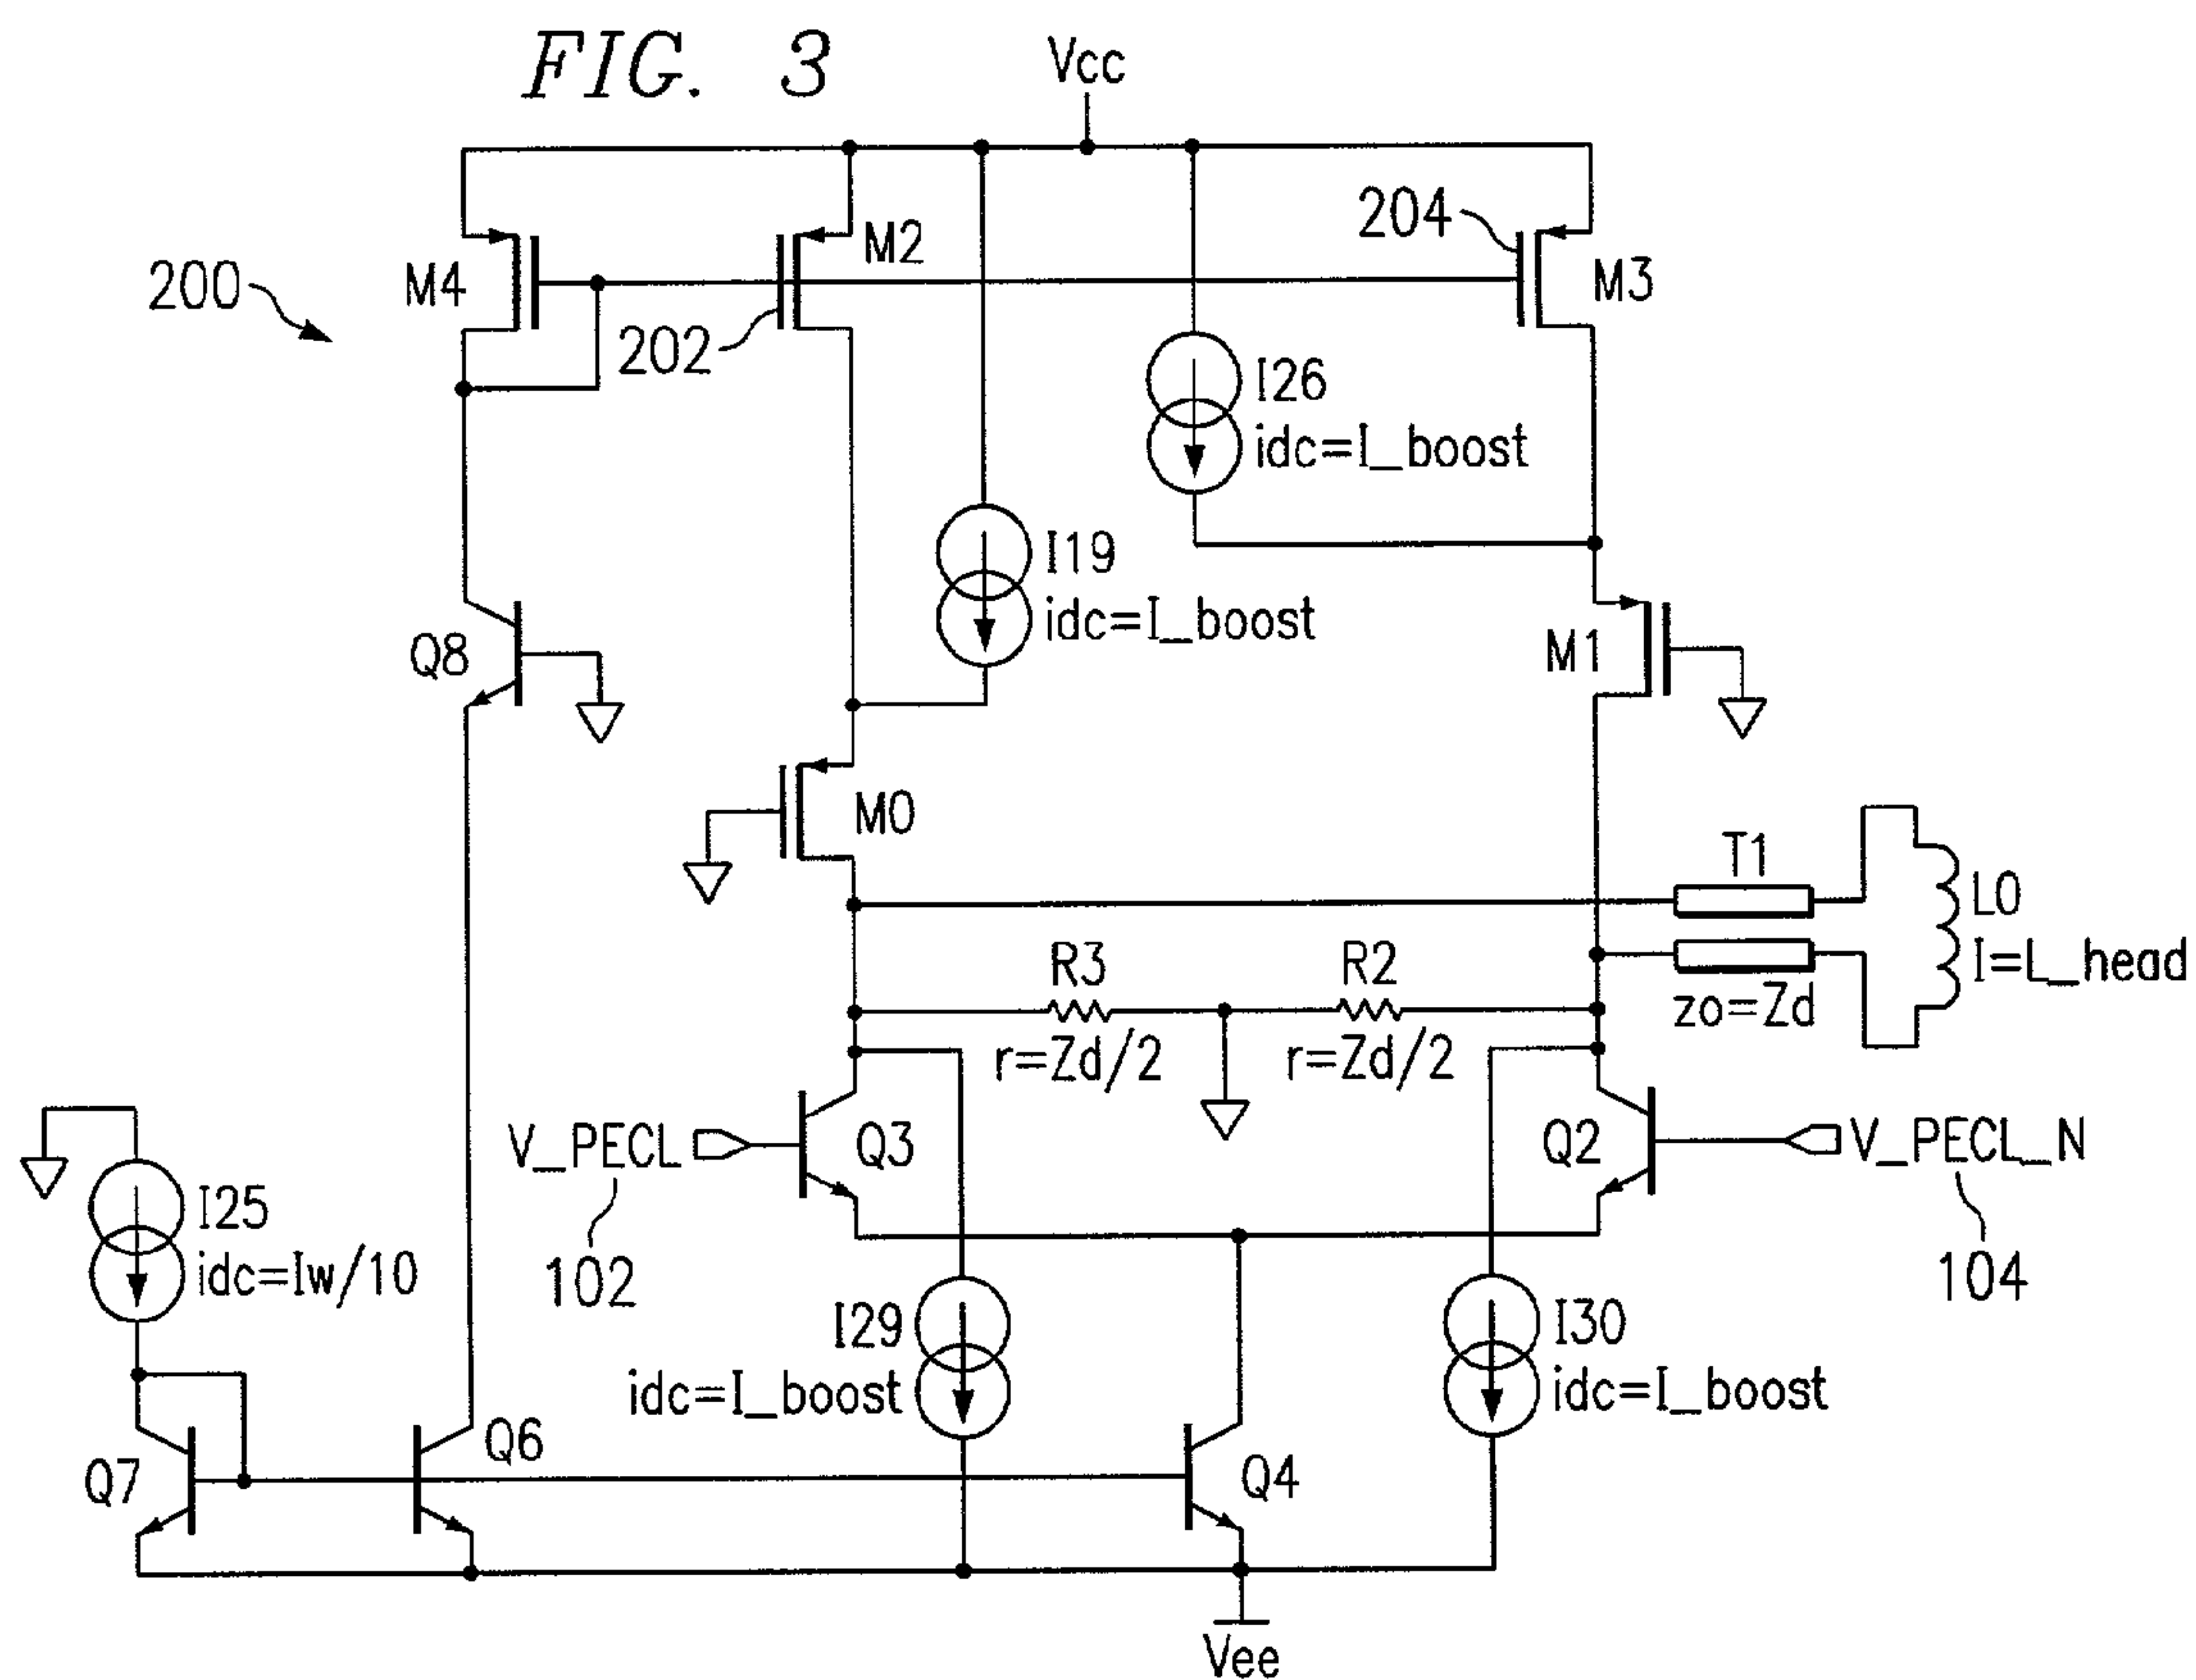 FIG. 3
Vcc
204
M2
M4
M3
200
202
I26
idc=I_boost
I19
idc=I_boost
Q8
M1
M0
T1
L0
I=L_head
zo=Zd
R3
R2
r=Zd/2
r=Zd/2
V_PECL
Q3
Q2
V_PECL_N
I25
idc=Iw/10
102
104
I29
idc=I_boost
I30
idc=I_boost
Q7
Q6
Q4
Vee